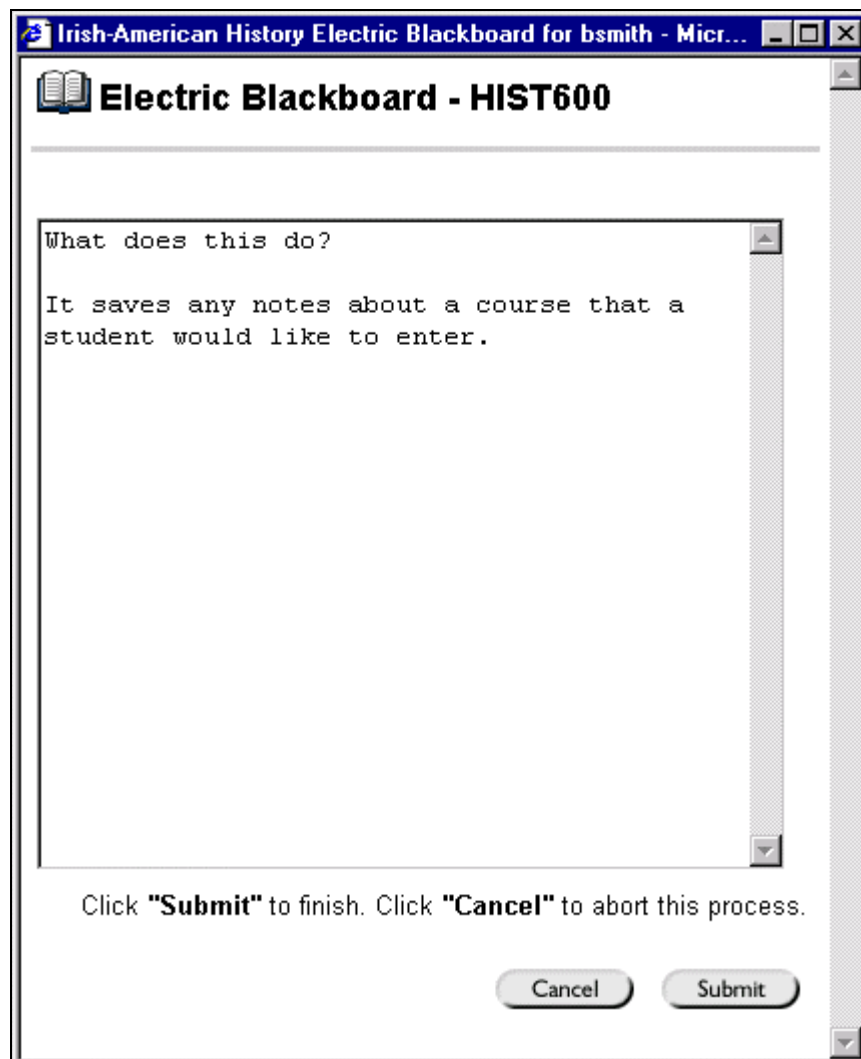 Irish-American History Electric Blackboard for bsmith - Micr...
Electric Blackboard - HIST600
What does this do?
It saves any notes about a course that a
student would like to enter.
Click "Submit" to finish. Click "Cancel" to abort this process.
Cancel Submit